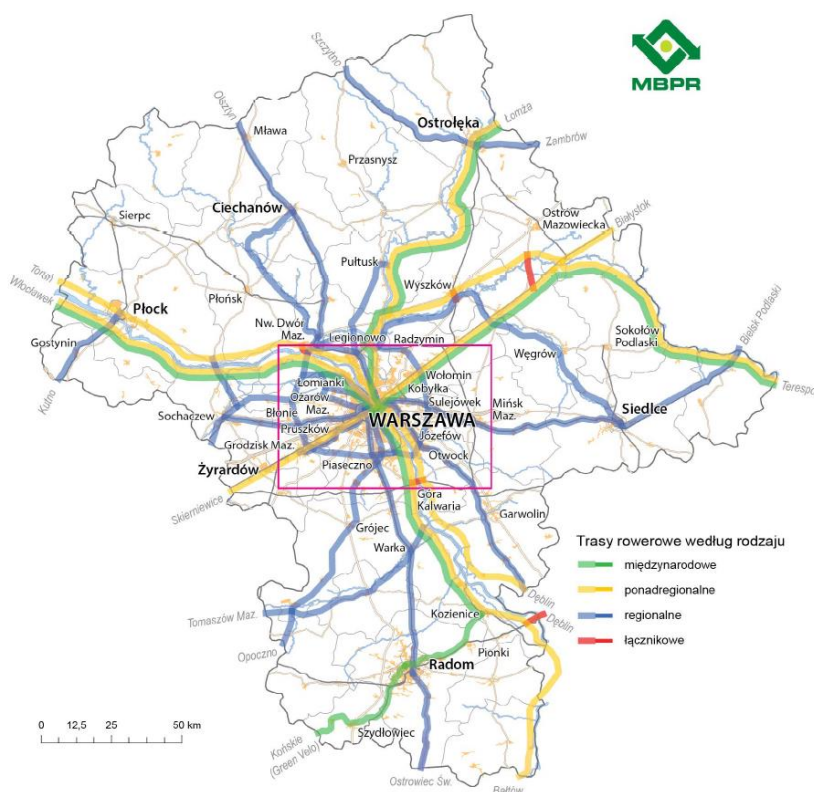 MBPR
Szczytno
Łomża
Ostrołęka
Olsztyn
Mława
Zambrów
Przasnysz
Ciechanów
Ostrów
Mazowiecka
Białystok
Sierpc
Pułtusk
Wyszków
Toruń
Włocławek
Płońsk
Płock
Nw. Dwór
Maz.
Legionowo
Radzymin
Sokołów
Podlaski
Bielsk Podlaski
Gostynin
Węgrów
Terespol
Kutno
Łomianki
Wołomin
Kobyłka
Ożarów
Maz.
Sulejówek
Mińsk
Maz.
Siedlce
Sochaczew
Błonie
WARSZAWA
Pruszków
Józefów
Grodzisk Maz.
Otwock
Żyrardów
Piaseczno
Skierniewice
Góra
Kalwaria
Garwolin
Grójec
Warka
Trasy rowerowe według rodzaju
międzynarodowe
ponadregionalne
regionalne
łącznikowe
Dęblin
Dęblin
Tomaszów Maz.
Kozienice
Opoczno
Pionki
Radom
0 12,5 25 50 km
Szydłowiec
Końskie
(Green Velo)
Ostrowiec Św.
Bałtów